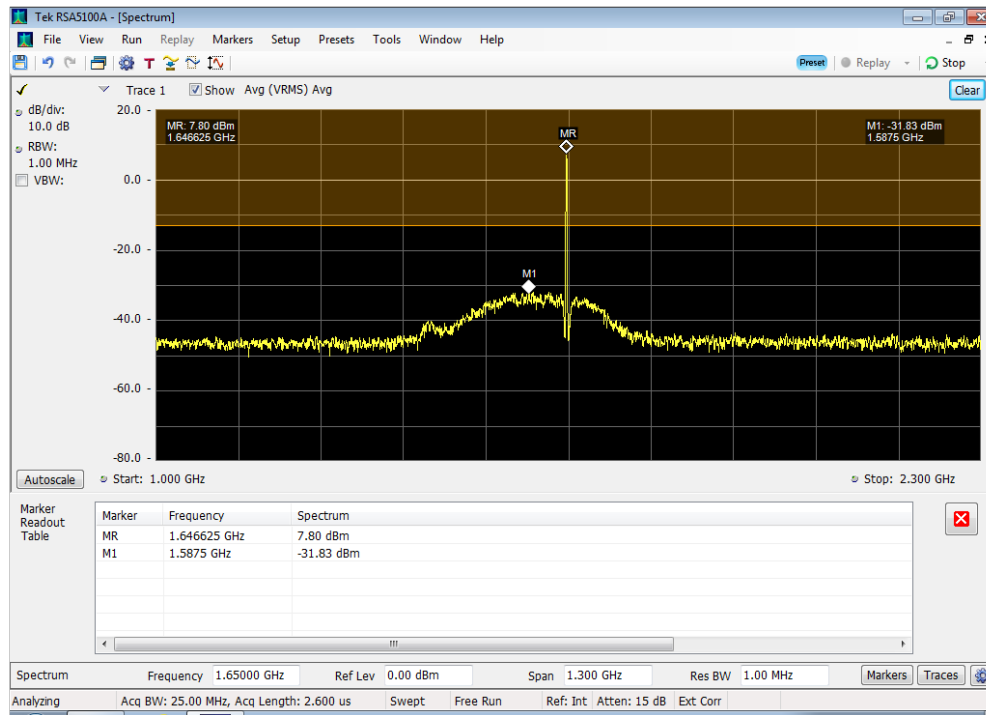 Tek RSA5100A - [Spectrum]
File View Run Replay Markers Setup Presets Tools Window Help
T Preset Replay Stop
Trace 1 Show Avg (VRMS) Avg Clear
dB/div:
10.0 dB
RBW:
1.00 MHz
VBW:
20.0
0.0
-20.0
-40.0
-60.0
-80.0
MR: 7.80 dBm
1.646625 GHz
MR
M1: -31.83 dBm
1.5875 GHz
M1
Autoscale Start: 1.000 GHz Stop: 2.300 GHz
Marker
Readout
Table
Marker Frequency Spectrum
MR 1.646625 GHz 7.80 dBm
M1 1.5875 GHz -31.83 dBm
Spectrum Frequency 1.65000 GHz Ref Lev 0.00 dBm Span 1.300 GHz Res BW 1.00 MHz Markers Traces
Analyzing Acq BW: 25.00 MHz, Acq Length: 2.600 us Swept Free Run Ref: Int Atten: 15 dB Ext Corr